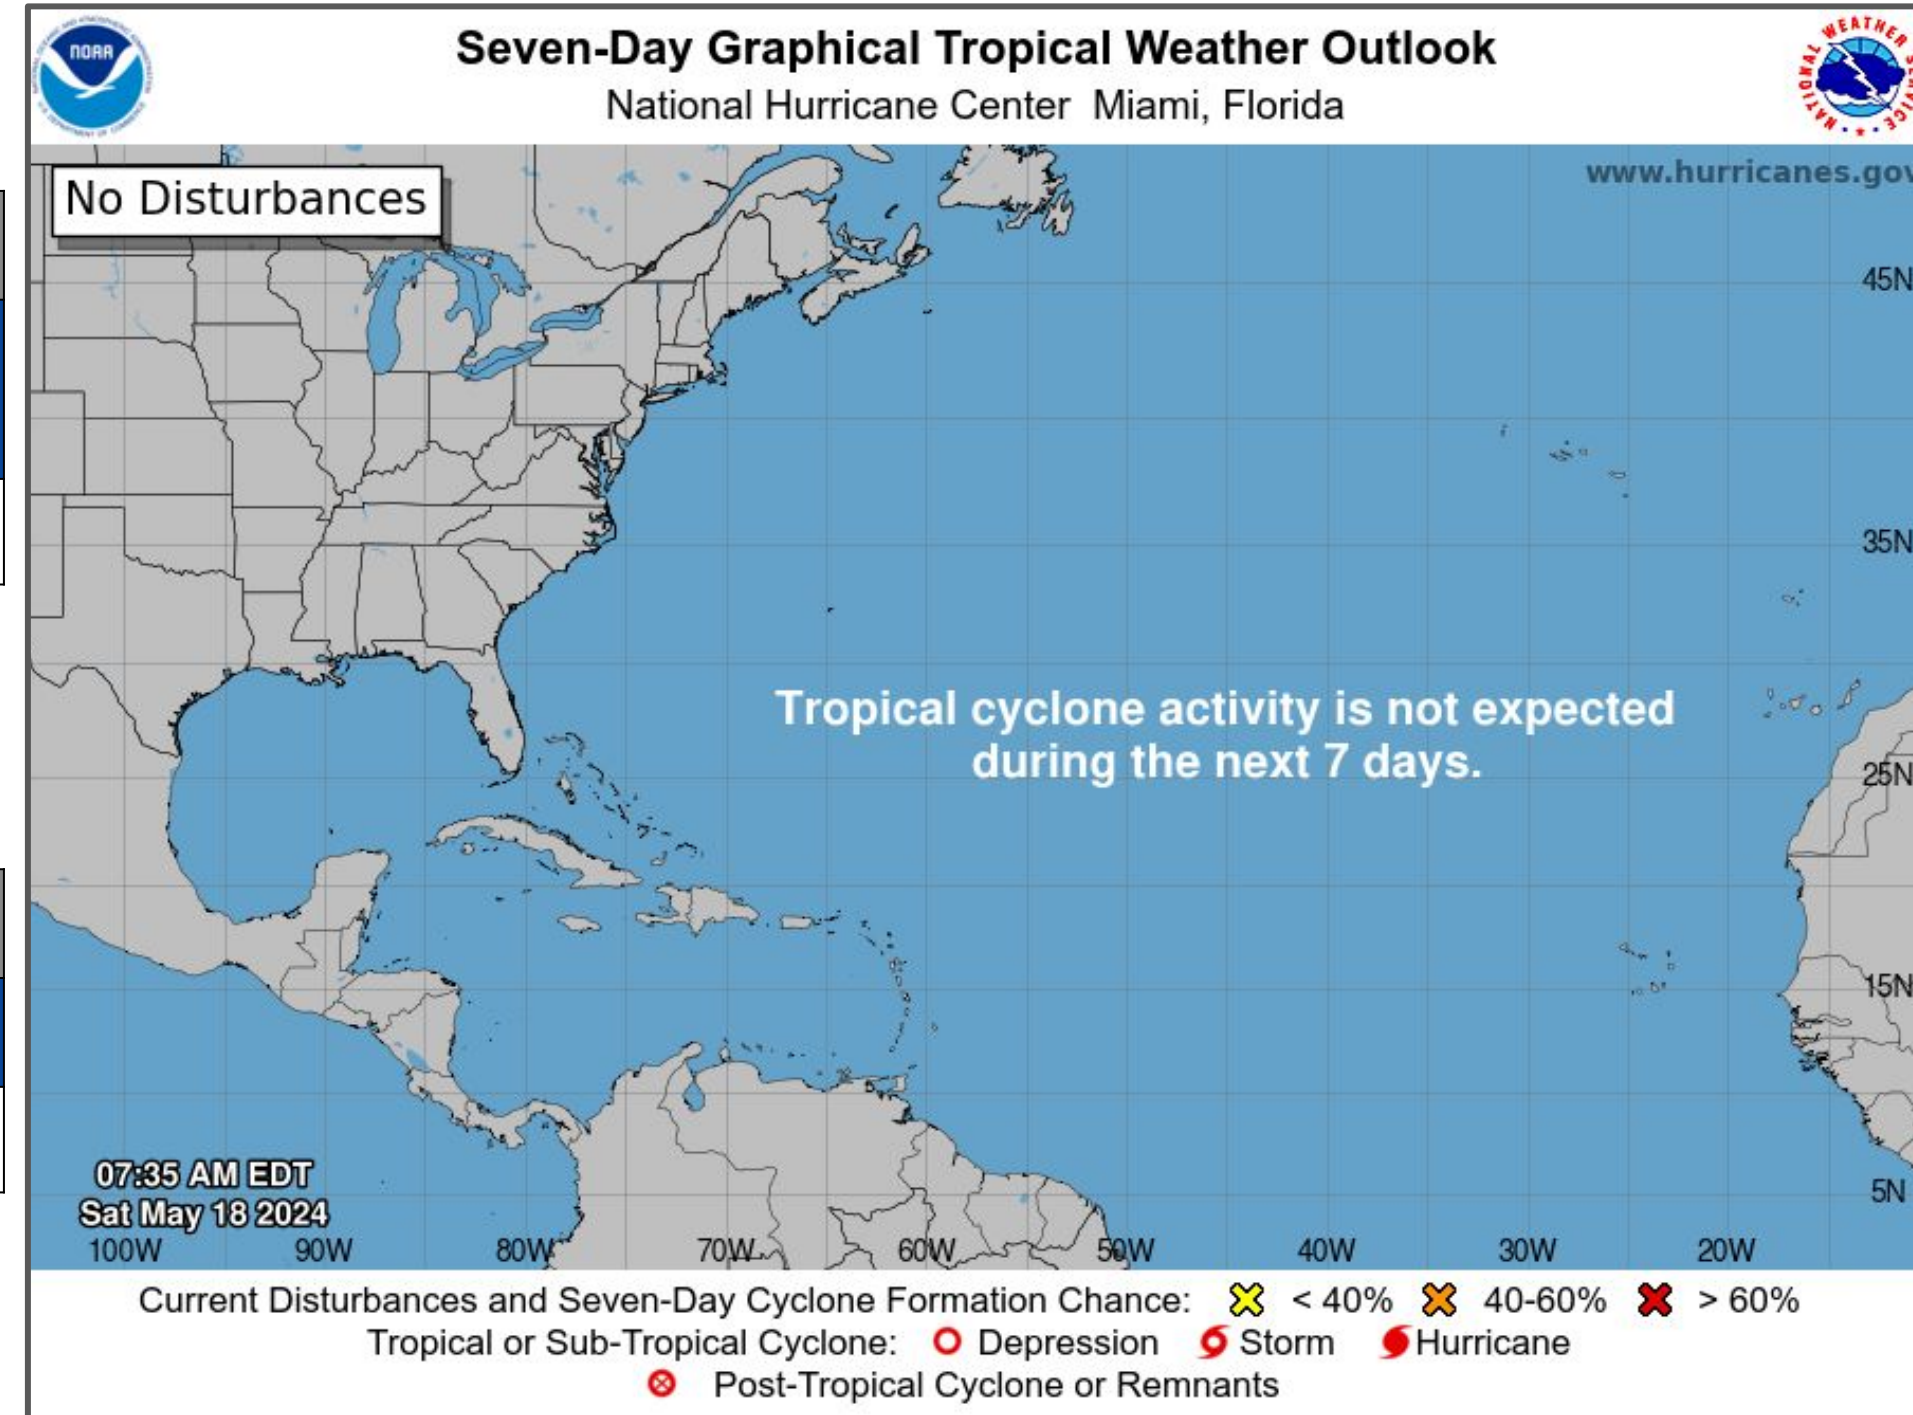 NOAA
Seven-Day Graphical Tropical Weather Outlook
National Hurricane Center Miami, Florida
NATIONAL WEATHER
No Disturbances
www.hurricanes.gov
45N
35N
Tropical cyclone activity is not expected
during the next 7 days.
25N
15N
07:35 AM EDT
Sat May 18 2024
5N
100W 90W 80W 70W 60W 50W 40W 30W 20W
Current Disturbances and Seven-Day Cyclone Formation Chance: < 40% 40-60% > 60%
Tropical or Sub-Tropical Cyclone: Depression Storm Hurricane
Post-Tropical Cyclone or Remnants